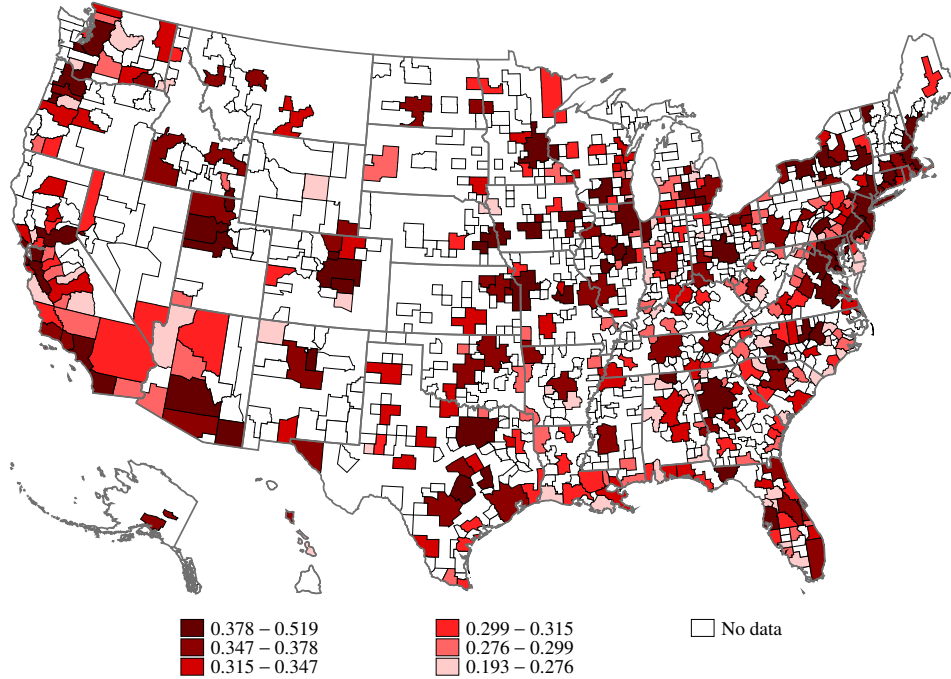 0.378 – 0.519
0.347 – 0.378
0.315 – 0.347
0.299 – 0.315
0.276 – 0.299
0.193 – 0.276
No data